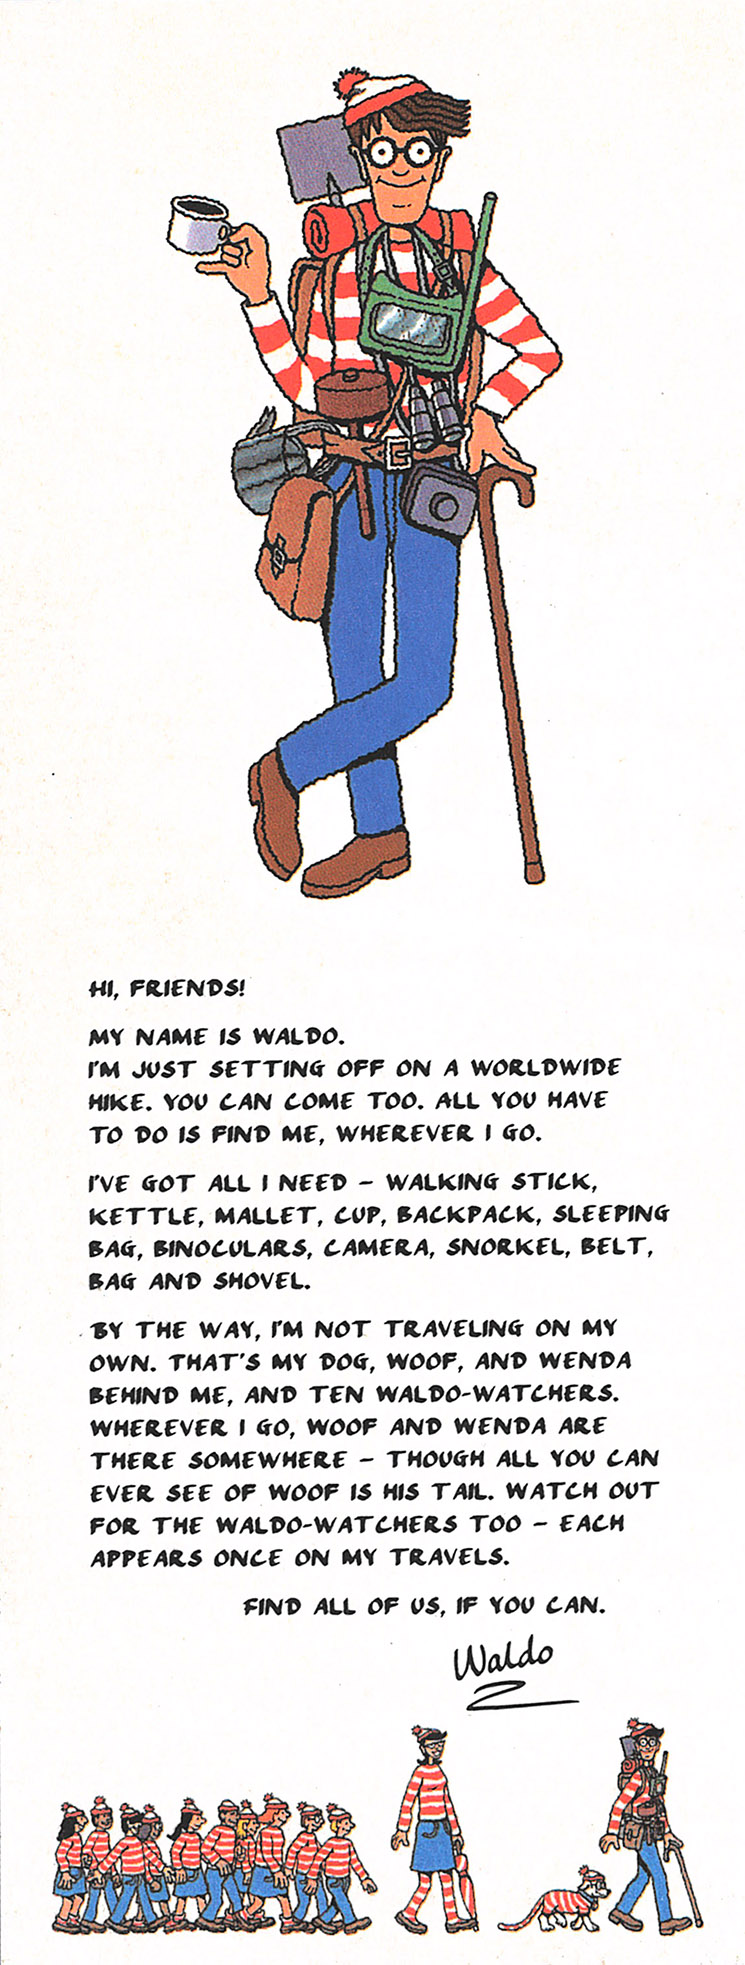 HI, FRIENDS!
MY NAME IS WALDO.
I'M JUST SETTING OFF ON A WORLDWIDE
HIKE. YOU CAN COME TOO. ALL YOU HAVE
TO DO IS FIND ME, WHEREVER I GO.
I'VE GOT ALL I NEED – WALKING STICK,
KETTLE, MALLET, CUP, BACKPACK, SLEEPING
BAG, BINOCULARS, CAMERA, SNORKEL, BELT,
BAG AND SHOVEL.
BY THE WAY, I'M NOT TRAVELING ON MY
OWN. THAT'S MY DOG, WOOF, AND WENDA
BEHIND ME, AND TEN WALDO-WATCHERS.
WHEREVER I GO, WOOF AND WENDA ARE
THERE SOMEWHERE – THOUGH ALL YOU CAN
EVER SEE OF WOOF IS HIS TAIL. WATCH OUT
FOR THE WALDO-WATCHERS TOO – EACH
APPEARS ONCE ON MY TRAVELS.
FIND ALL OF US, IF YOU CAN.
Waldo